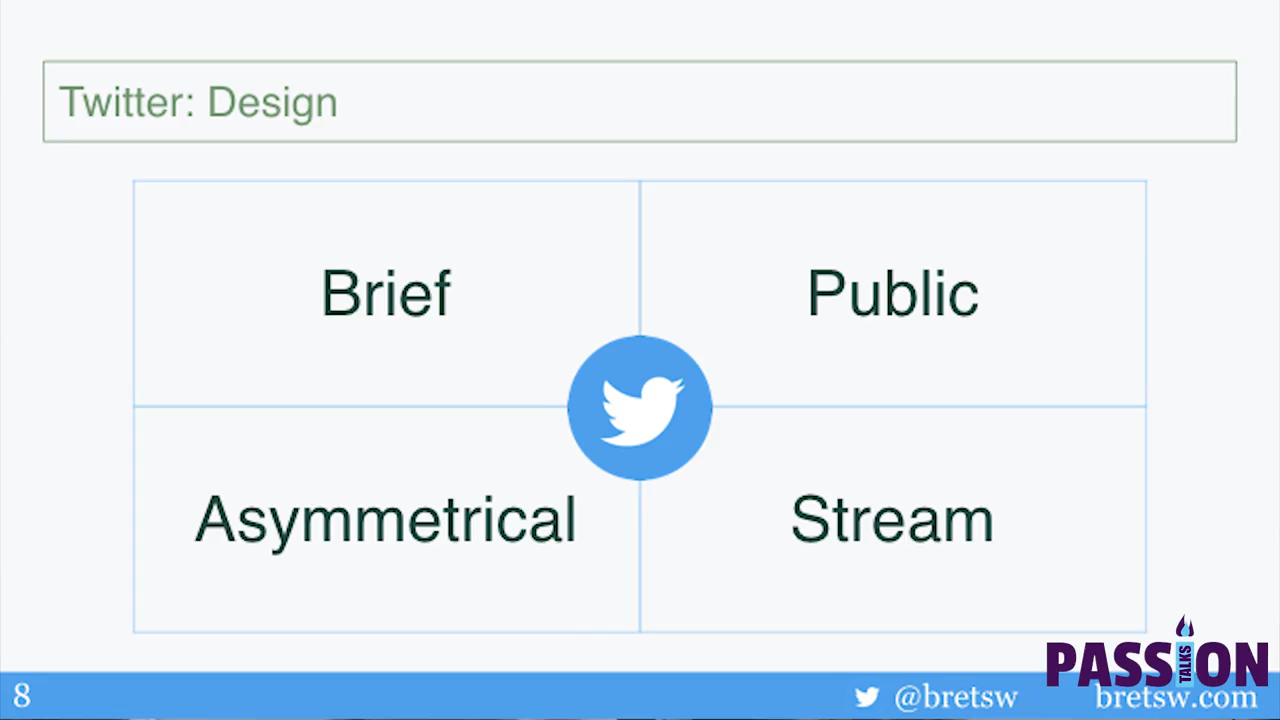 Twitter: Design
Brief
Public
Asymmetrical
Stream
PASSION
TALKS
8
@bretsw
bretsw.com